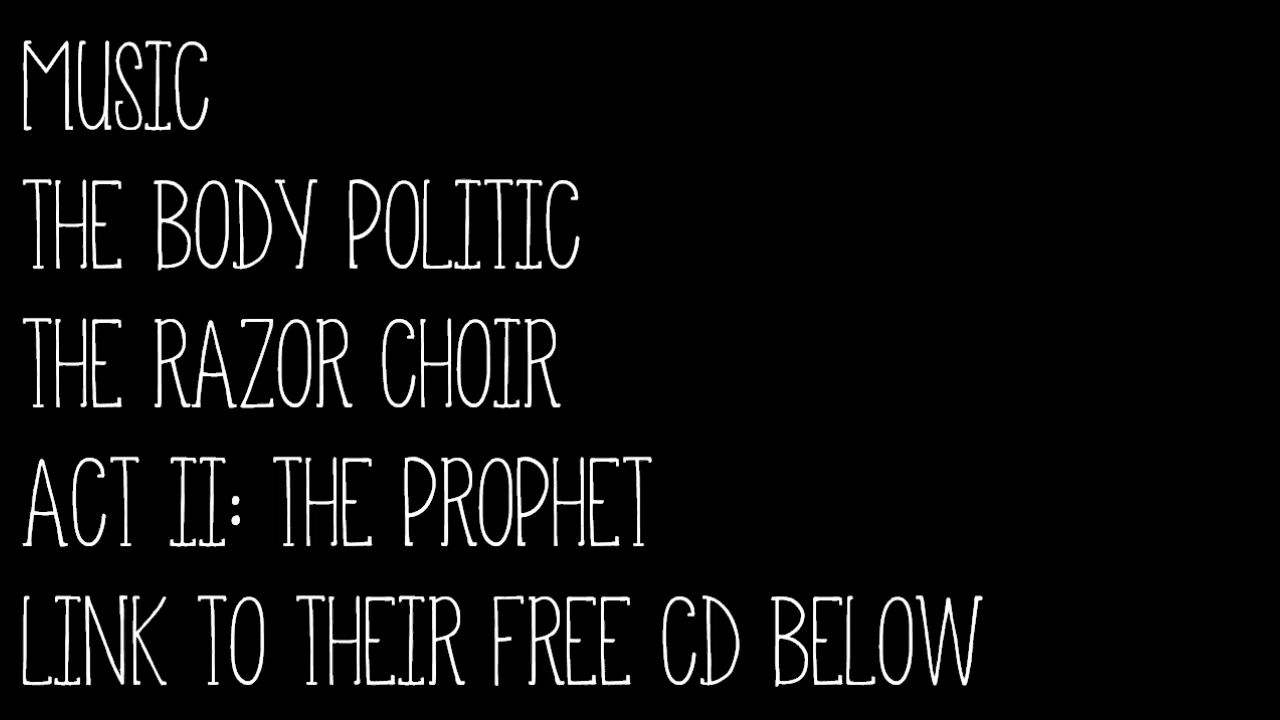 MUSIC
THE BODY POLITIC
THE RAZOR CHOIR
ACT II: THE PROPHET
LINK TO THEIR FREE CD BELOW